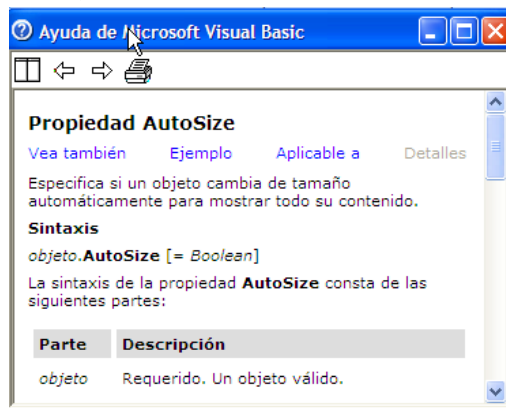 Ayuda de Microsoft Visual Basic
Propiedad AutoSize
Vea también Ejemplo Aplicable a Detalles
Especifica si un objeto cambia de tamaño
automáticamente para mostrar todo su contenido.
Sintaxis
objeto.AutoSize [= Boolean]
La sintaxis de la propiedad AutoSize consta de las
siguientes partes:
Parte Descripción
objeto Requerido. Un objeto válido.